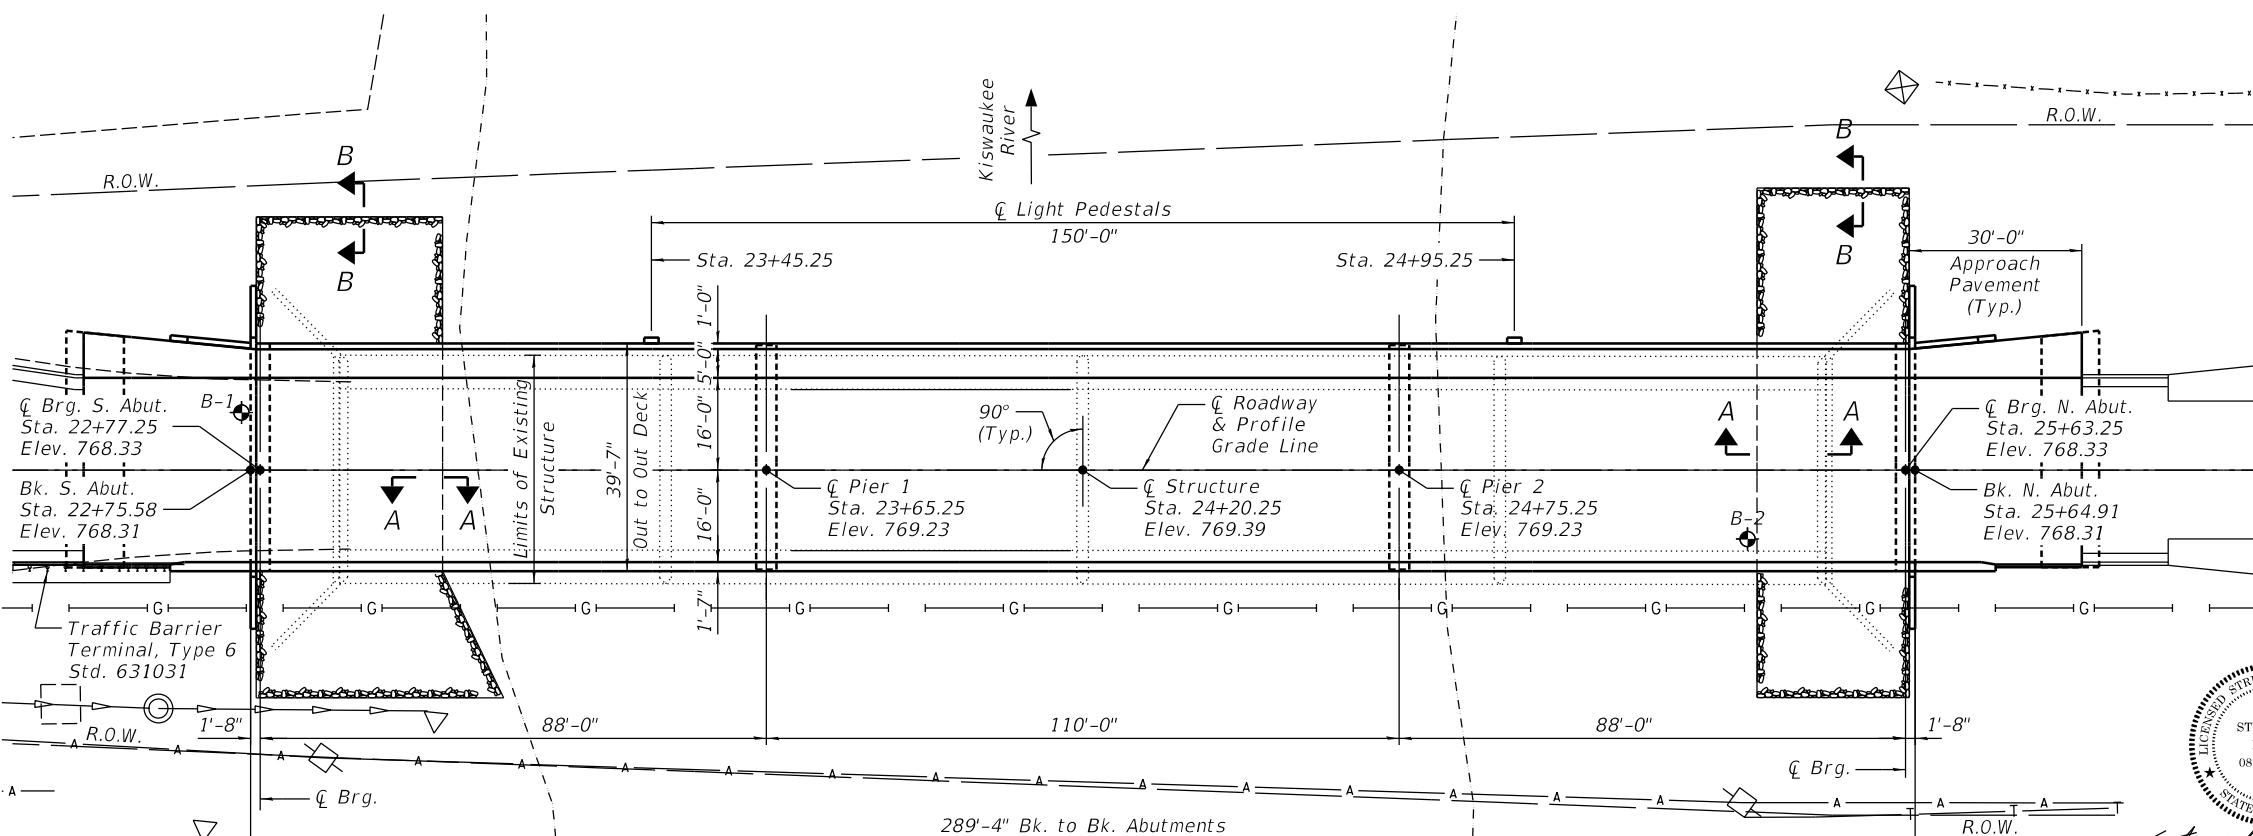 Kiswaukee
River
R.O.W.
R.O.W.
B
B
B
B
℄ Light Pedestals
150'-0"
Sta. 23+45.25
Sta. 24+95.25
30'-0"
Approach
Pavement
(Typ.)
1'-0"
5'-0"
16'-0"
16'-0"
1'-7"
39'-7"
Out to Out Deck
Limits of Existing
Structure
B-1
℄ Brg. S. Abut.
Sta. 22+77.25
Elev. 768.33
Bk. S. Abut.
Sta. 22+75.58
Elev. 768.31
A
A
90°
(Typ.)
℄ Roadway
& Profile
Grade Line
℄ Pier 1
Sta. 23+65.25
Elev. 769.23
℄ Structure
Sta. 24+20.25
Elev. 769.39
℄ Pier 2
Sta. 24+75.25
Elev. 769.23
A
A
B-2
℄ Brg. N. Abut.
Sta. 25+63.25
Elev. 768.33
Bk. N. Abut.
Sta. 25+64.91
Elev. 768.31
G G G G G G G G G G
Traffic Barrier
Terminal, Type 6
Std. 631031
R.O.W.
1'-8"
88'-0"
110'-0"
88'-0"
1'-8"
A A A A A A A A A A A A A A A A A A A A
A
T T T
℄ Brg.
℄ Brg.
289'-4" Bk. to Bk. Abutments
R.O.W.
LICENSED
08